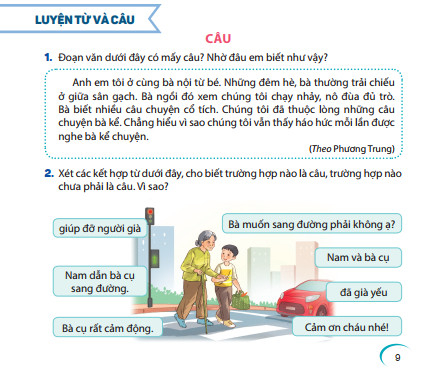 LUYỆN TỪ VÀ CÂU
CÂU
1. Đoạn văn dưới đây có mấy câu? Nhờ đâu em biết như vậy?
Anh em tôi ở cùng bà nội từ bé. Những đêm hè, bà thường trải chiếu
ở giữa sân gạch. Bà ngồi đó xem chúng tôi chạy nhảy, nô đùa đủ trò.
Bà biết nhiều câu chuyện cổ tích. Chúng tôi đã thuộc lòng những câu
chuyện bà kể. Chẳng hiểu vì sao chúng tôi vẫn thấy háo hức mỗi lần được
nghe bà kể chuyện.
(Theo Phương Trung)
2. Xét các kết hợp từ dưới đây, cho biết trường hợp nào là câu, trường hợp nào
chưa phải là câu. Vì sao?
giúp đỡ người già
Bà muốn sang đường phải không ạ?
Nam và bà cụ
Nam dẫn bà cụ
sang đường.
đã già yếu
Bà cụ rất cảm động.
Cảm ơn cháu nhé!
9